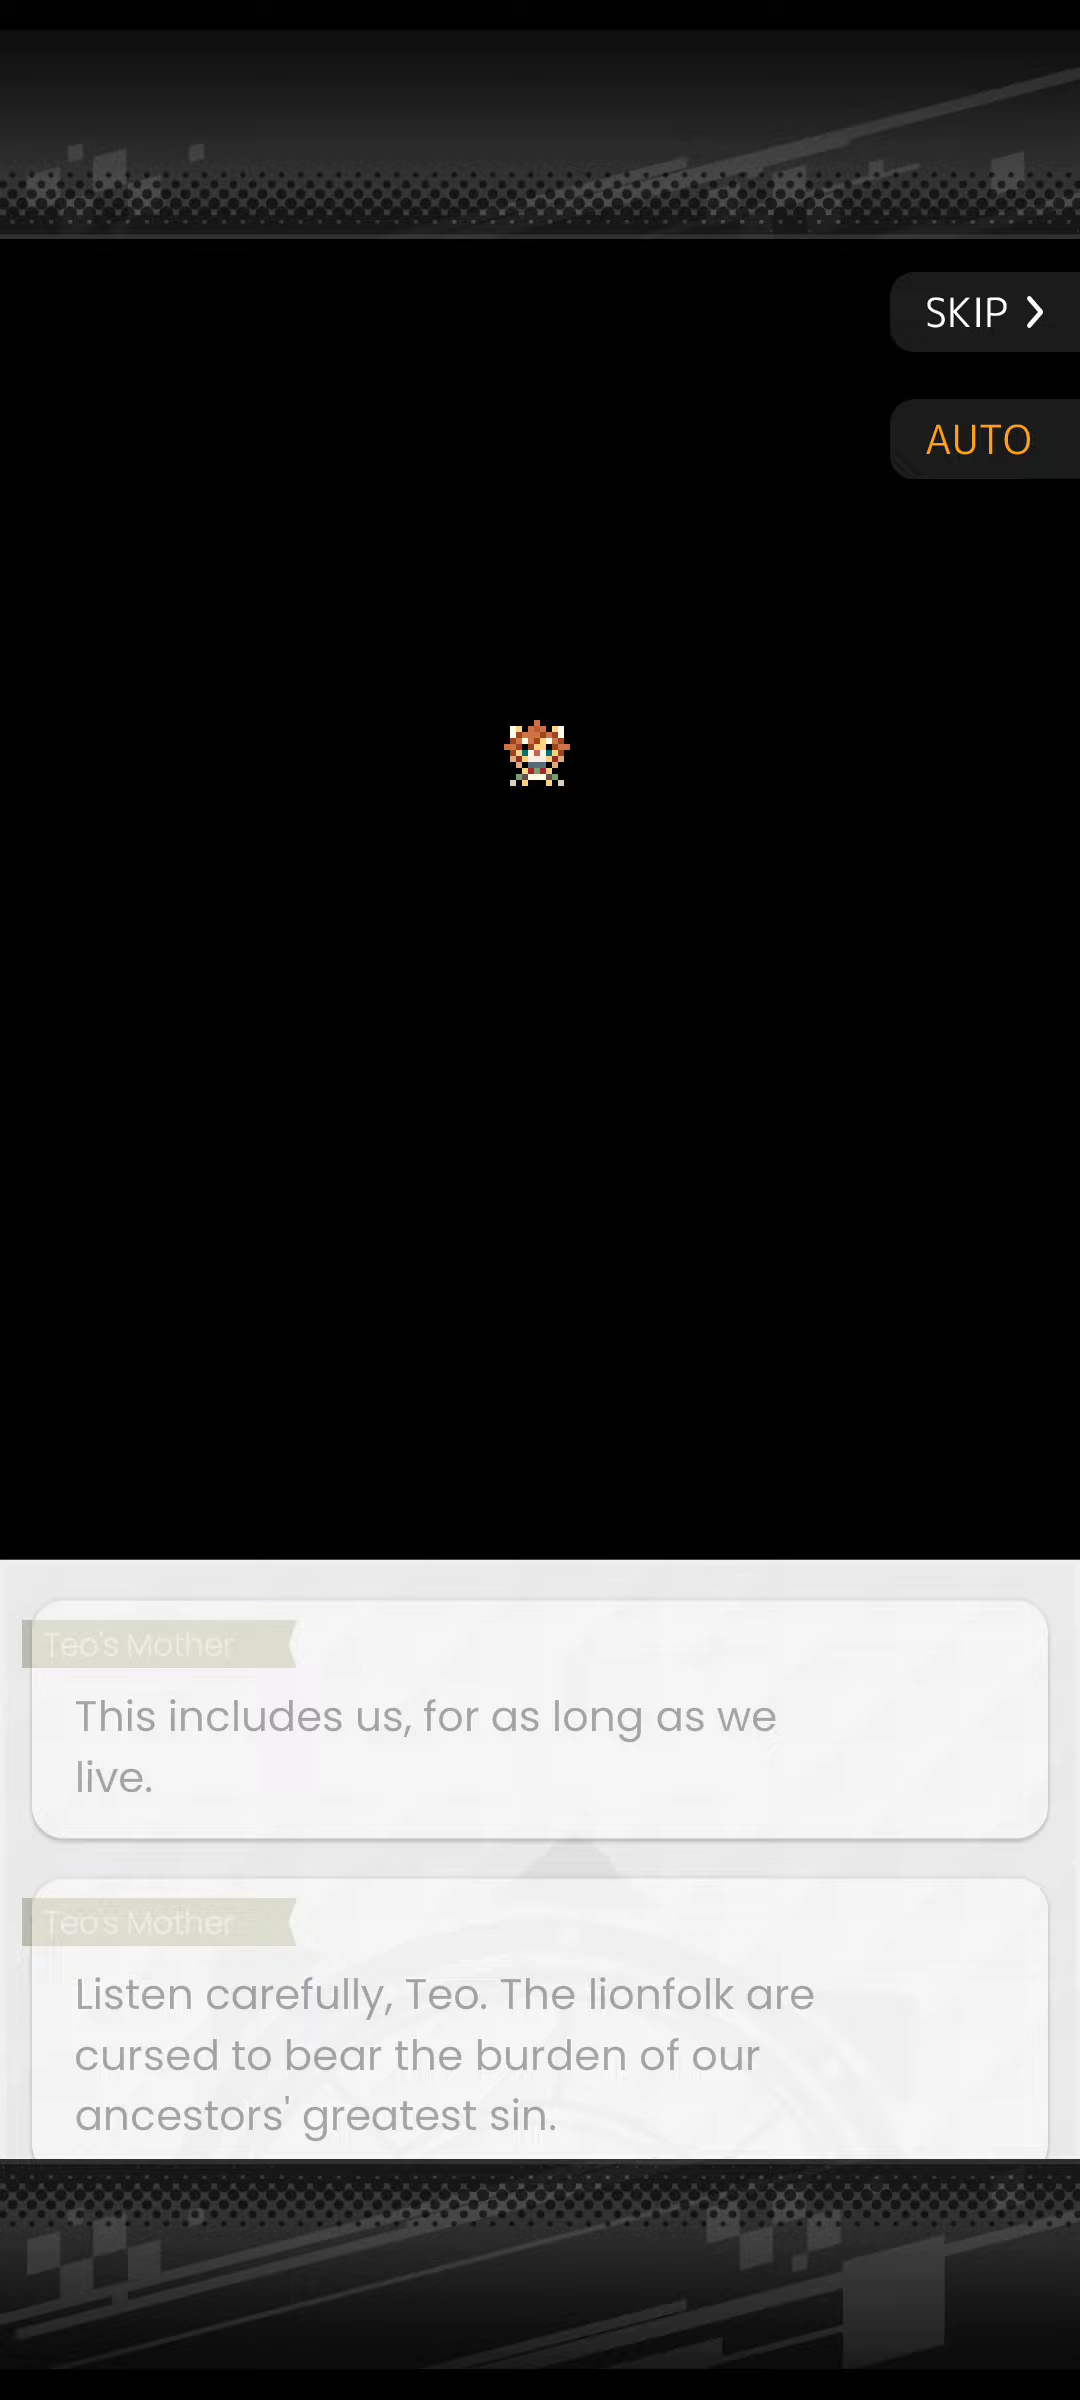 SKIP
AUTO
Teo's Mother
This includes us, for as long as we
live.
Teo's Mother
Listen carefully, Teo. The lionfolk are
cursed to bear the burden of our
ancestors' greatest sin.